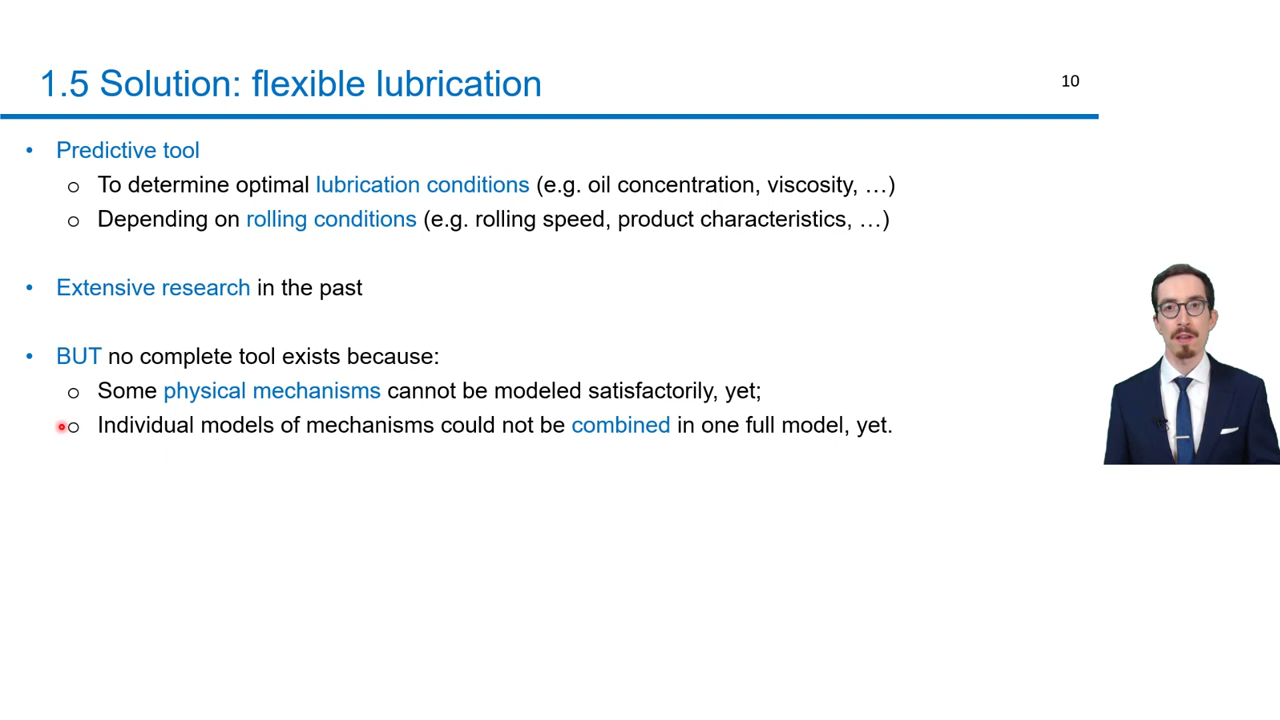 1.5 Solution: flexible lubrication
10
• Predictive tool
o To determine optimal lubrication conditions (e.g. oil concentration, viscosity, …)
o Depending on rolling conditions (e.g. rolling speed, product characteristics, …)
• Extensive research in the past
• BUT no complete tool exists because:
o Some physical mechanisms cannot be modeled satisfactorily, yet;
o Individual models of mechanisms could not be combined in one full model, yet.